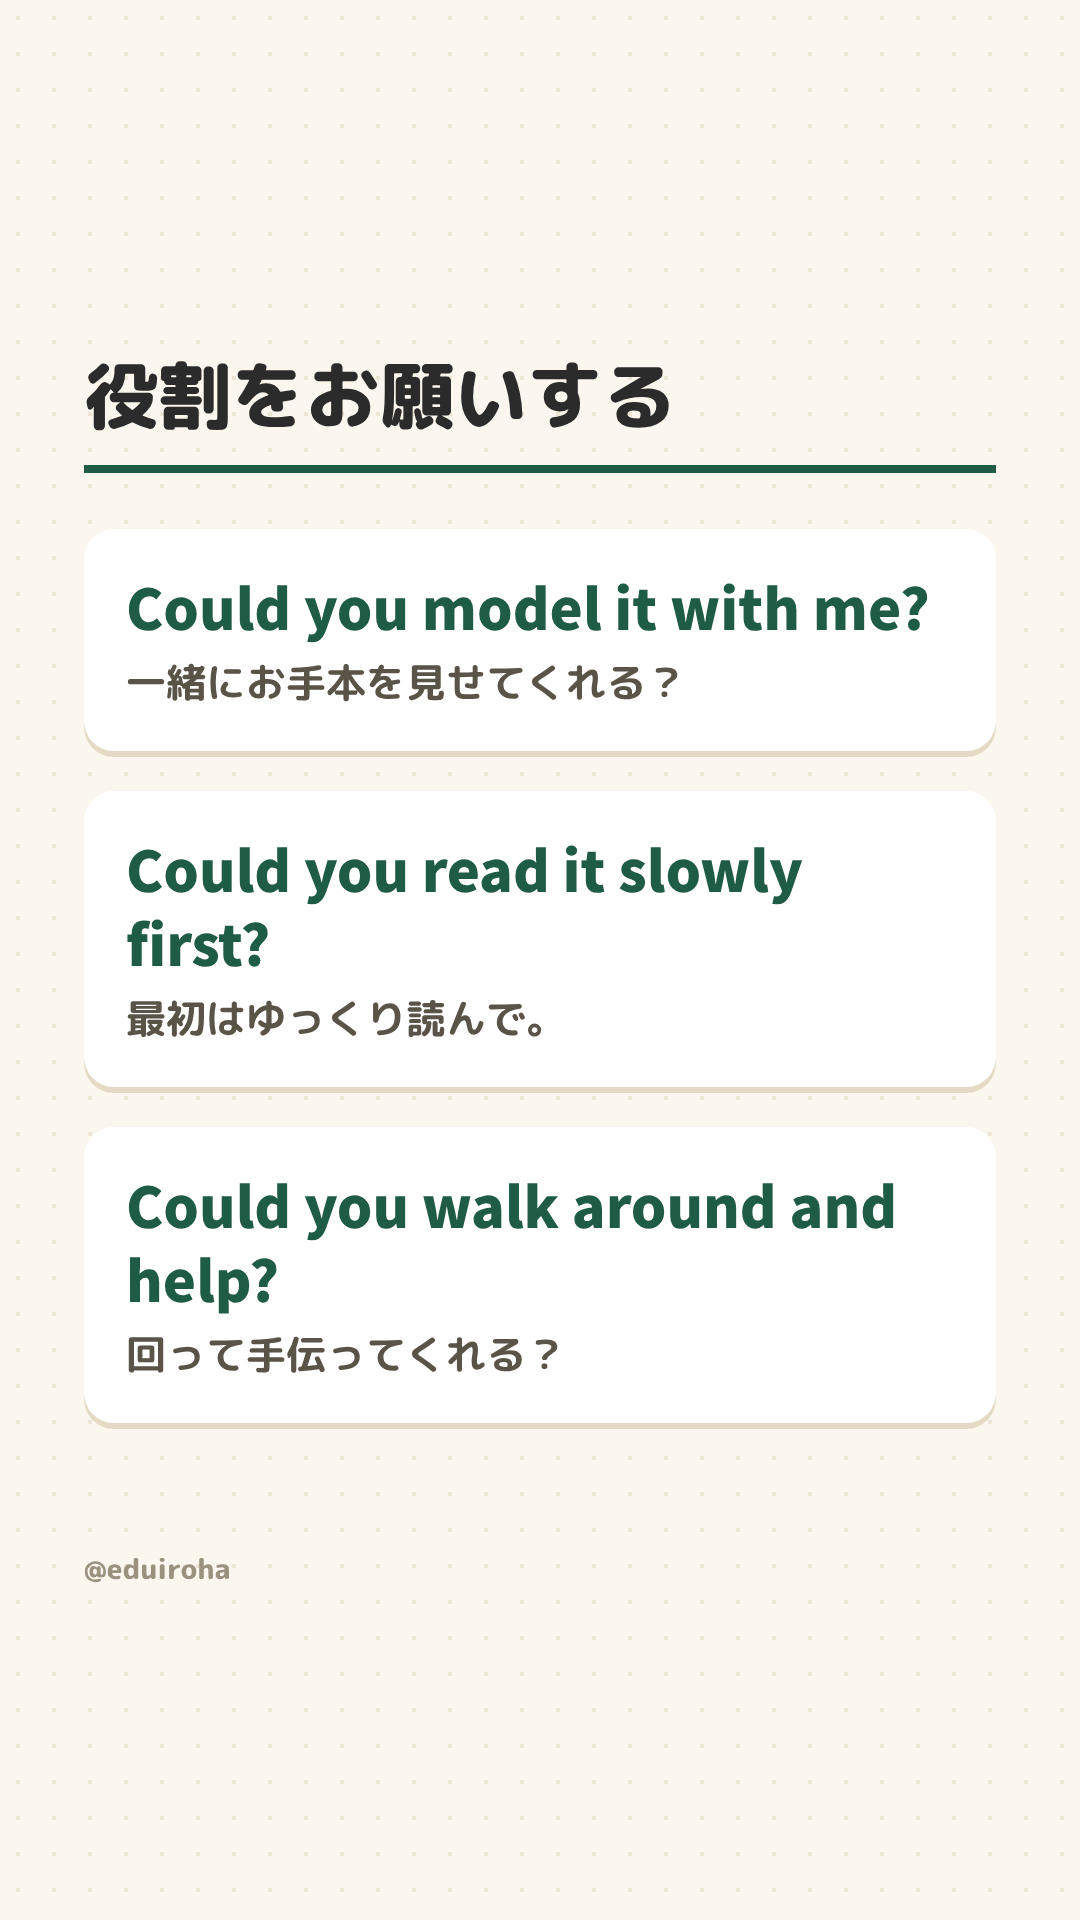 役割をお願いする
Could you model it with me?
一緒にお手本を見せてくれる？
Could you read it slowly
first?
最初はゆっくり読んで。
Could you walk around and
help?
回って手伝ってくれる？
@eduiroha